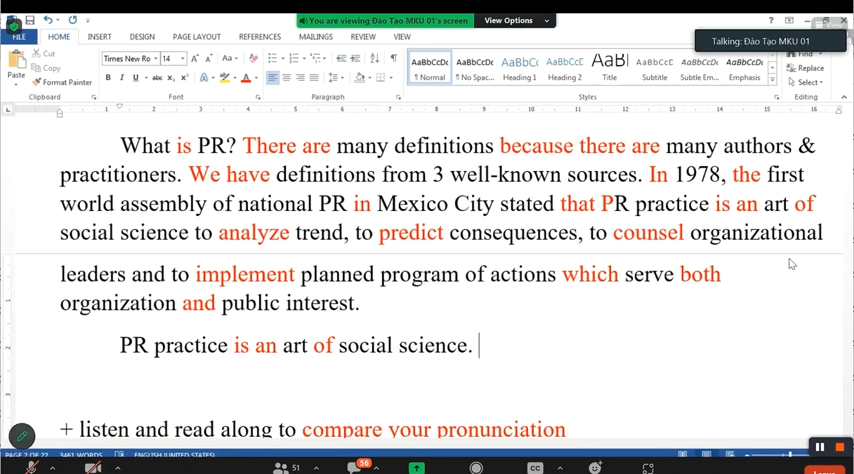 You are viewing Đào Tạo MKU 01's screen
View Options
Talking: Đào Tạo MKU 01
FILE HOME INSERT DESIGN PAGE LAYOUT REFERENCES MAILINGS REVIEW VIEW
Cut
Copy
Format Painter
Paste
Clipboard
Times New Ro 14
Font
Paragraph
AaBbCcDc AaBbCcDc AaBbC AaBbCc AaBl AaBbCcD AaBbCcDc AaBbCcDc
¶ Normal ¶ No Spac... Heading 1 Heading 2 Title Subtitle Subtle Em... Emphasis
Styles
Find
Replace
Select
Editing
What is PR? There are many definitions because there are many authors &
practitioners. We have definitions from 3 well-known sources. In 1978, the first
world assembly of national PR in Mexico City stated that PR practice is an art of
social science to analyze trend, to predict consequences, to counsel organizational
leaders and to implement planned program of actions which serve both
organization and public interest.
PR practice is an art of social science.
+ listen and read along to compare your pronunciation
PAGE 2 OF 22 3461 WORDS ENGLISH (UNITED STATES)
51
56
CC
Leave